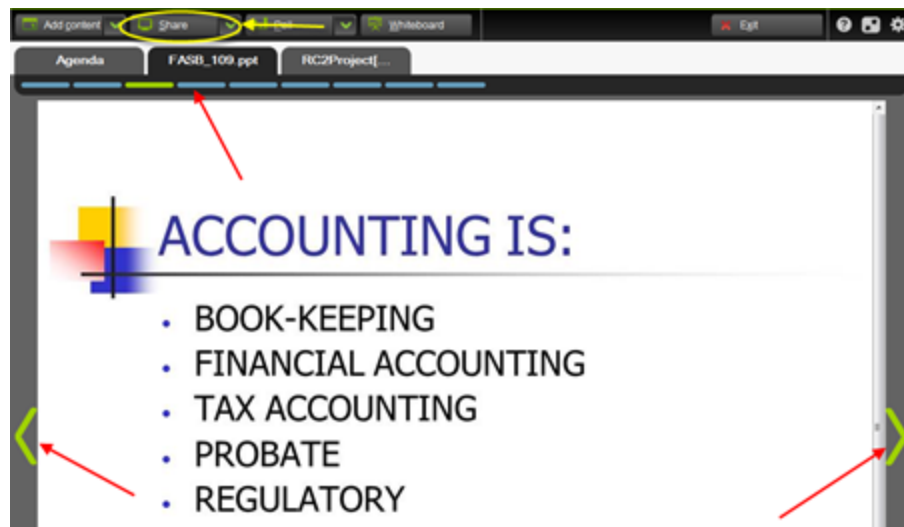 Add content Share Poll Whiteboard Exit
Agenda FASB_109.ppt RC2Project[...
ACCOUNTING IS:
• BOOK-KEEPING
• FINANCIAL ACCOUNTING
• TAX ACCOUNTING
• PROBATE
• REGULATORY